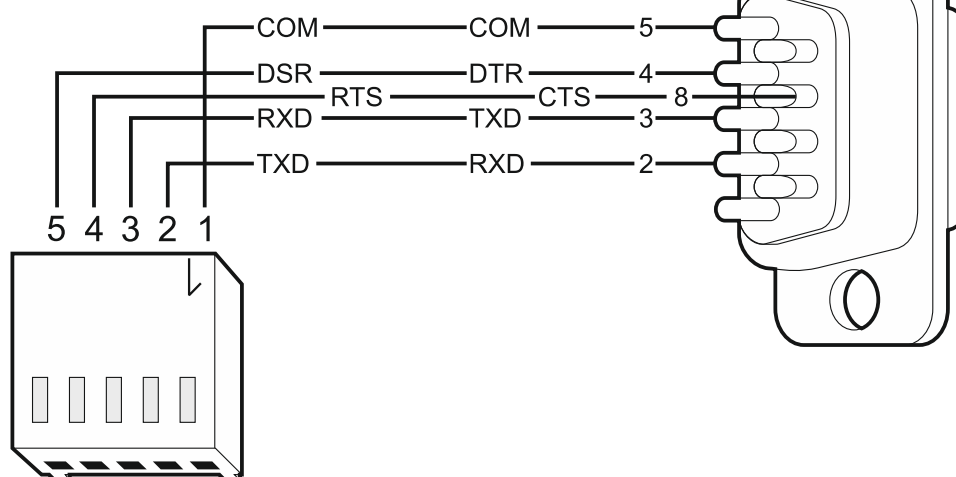 COM COM 5
DSR DTR 4
RTS CTS 8
RXD TXD 3
TXD RXD 2
5 4 3 2 1